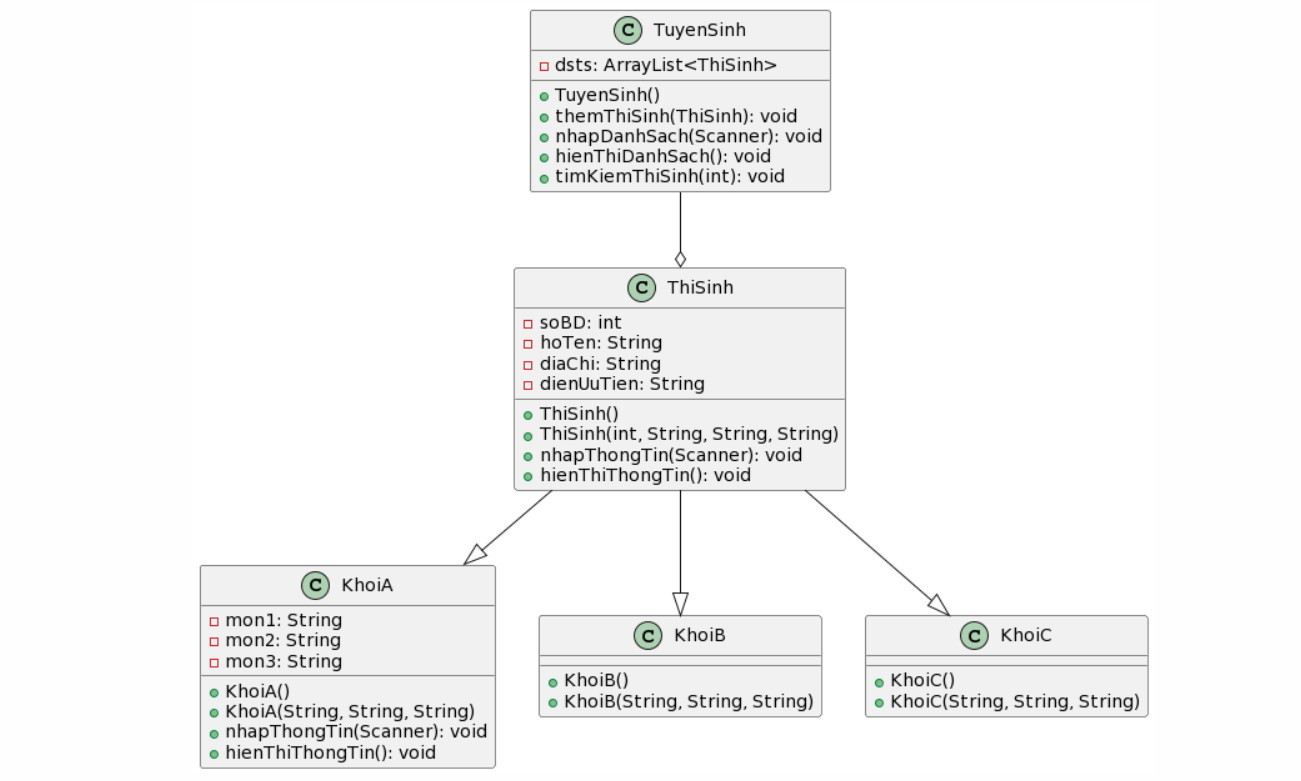 C TuyenSinh
dsts: ArrayList<ThiSinh>
TuyenSinh()
themThiSinh(ThiSinh): void
nhapDanhSach(Scanner): void
hienThiDanhSach(): void
timKiemThiSinh(int): void
C ThiSinh
soBD: int
hoTen: String
diaChi: String
dienUuTien: String
ThiSinh()
ThiSinh(int, String, String, String)
nhapThongTin(Scanner): void
hienThiThongTin(): void
C KhoiA
mon1: String
mon2: String
mon3: String
KhoiA()
KhoiA(String, String, String)
nhapThongTin(Scanner): void
hienThiThongTin(): void
C KhoiB
KhoiB()
KhoiB(String, String, String)
C KhoiC
KhoiC()
KhoiC(String, String, String)